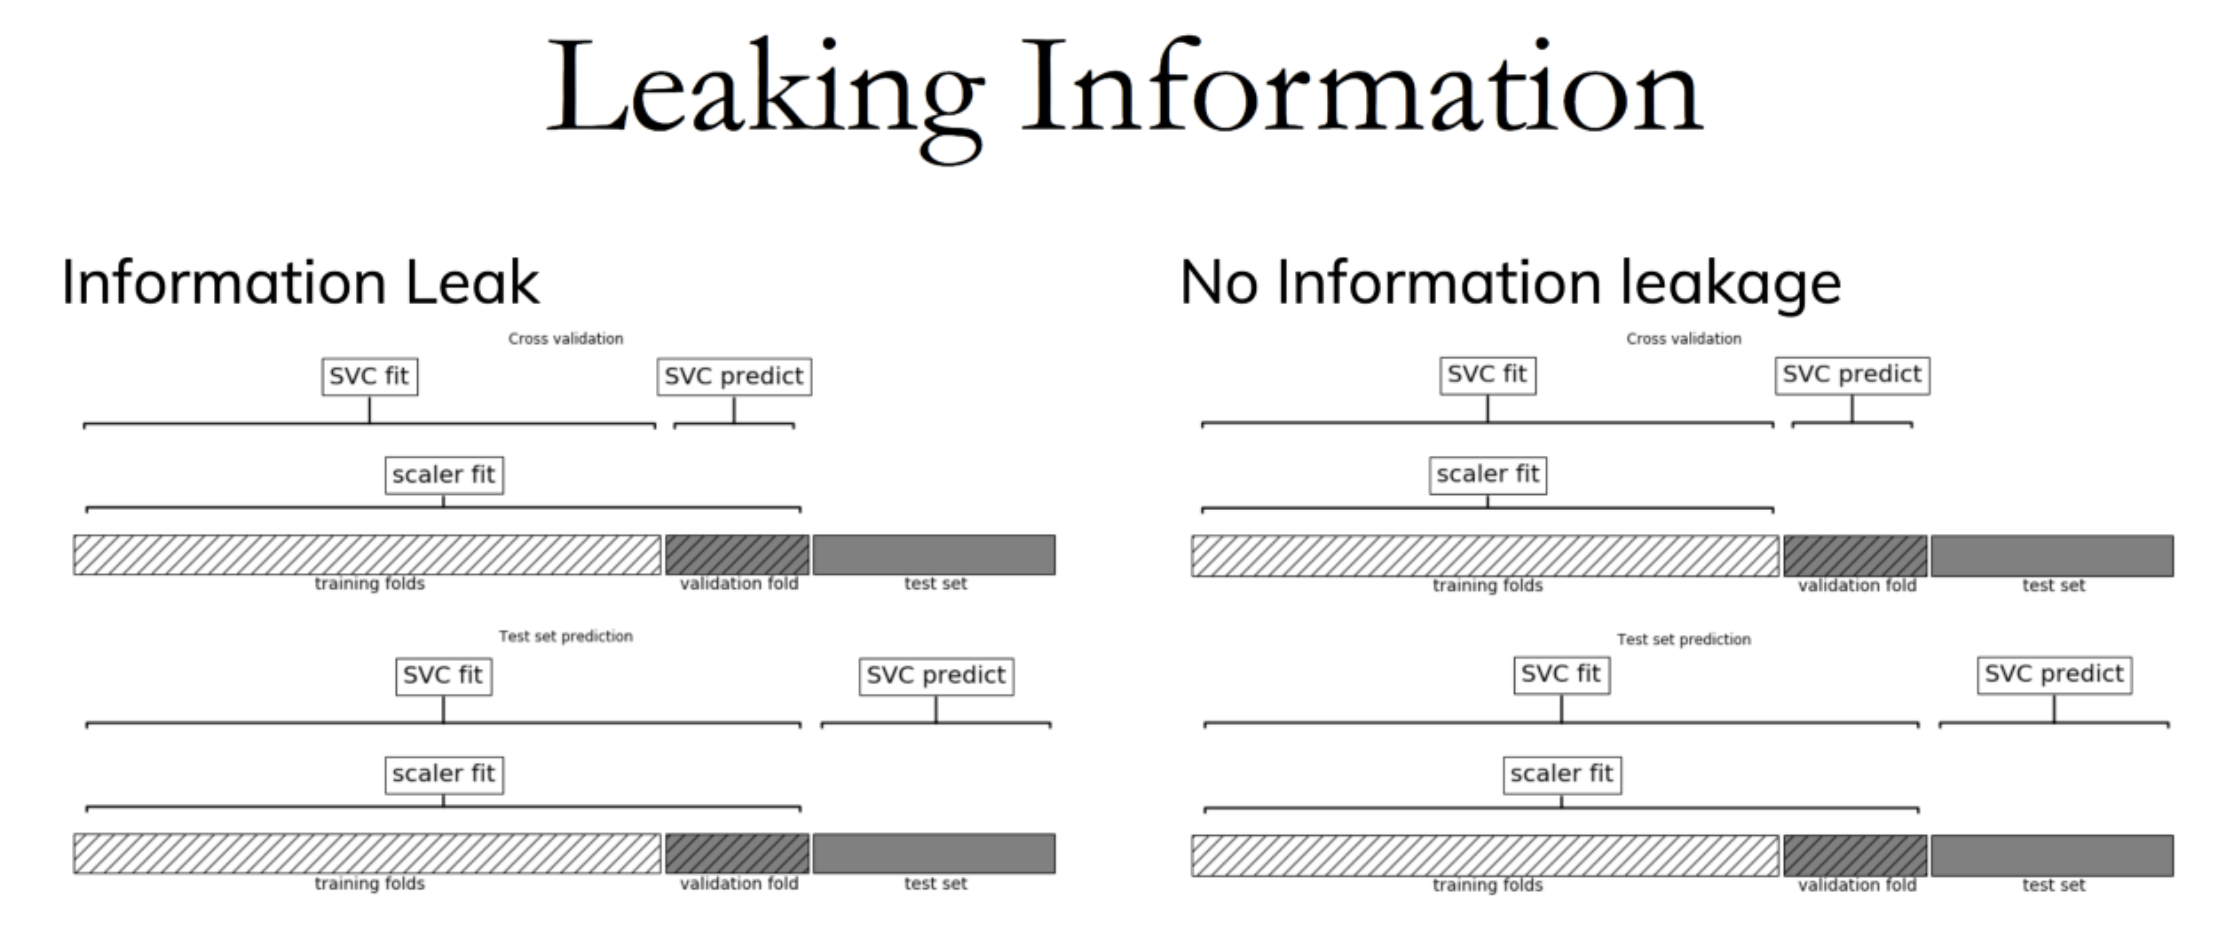 Leaking Information
Information Leak
Cross validation
SVC fit
SVC predict
scaler fit
training folds
validation fold
test set
Test set prediction
SVC fit
SVC predict
scaler fit
training folds
validation fold
test set
No Information leakage
Cross validation
SVC fit
SVC predict
scaler fit
training folds
validation fold
test set
Test set prediction
SVC fit
SVC predict
scaler fit
training folds
validation fold
test set